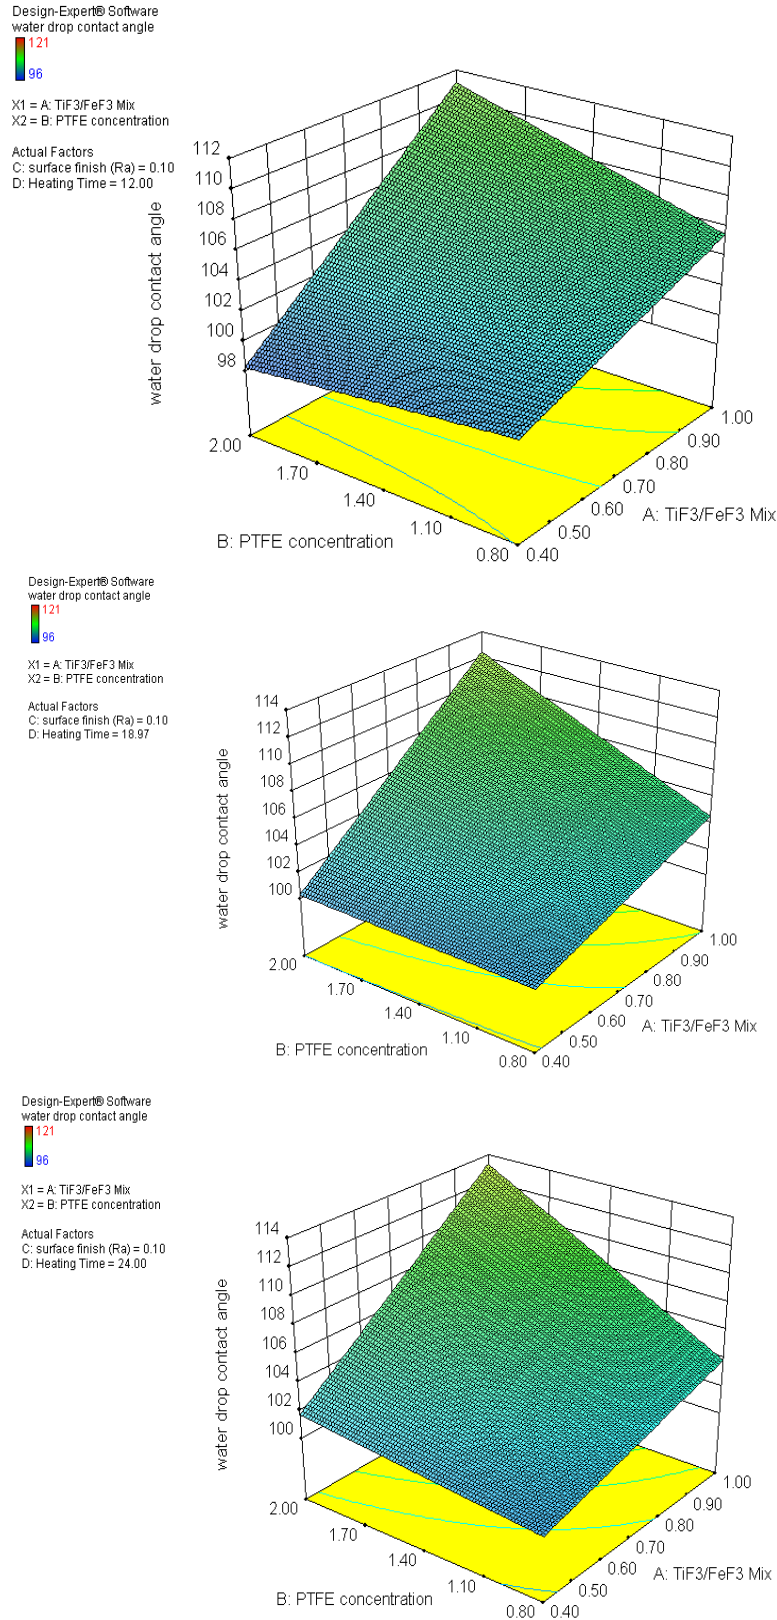 Design-Expert® Software
water drop contact angle
121
96
X1 = A: TiF3/FeF3 Mix
X2 = B: PTFE concentration
Actual Factors
C: surface finish (Ra) = 0.10
D: Heating Time = 12.00
112
110
108
106
104
102
100
98
water drop contact angle
2.00
1.70
1.40
1.10
0.80
B: PTFE concentration
0.40
0.50
0.60
0.70
0.80
0.90
1.00
A: TiF3/FeF3 Mix
Design-Expert® Software
water drop contact angle
121
96
X1 = A: TiF3/FeF3 Mix
X2 = B: PTFE concentration
Actual Factors
C: surface finish (Ra) = 0.10
D: Heating Time = 18.97
114
112
110
108
106
104
102
100
water drop contact angle
2.00
1.70
1.40
1.10
0.80
B: PTFE concentration
0.40
0.50
0.60
0.70
0.80
0.90
1.00
A: TiF3/FeF3 Mix
Design-Expert® Software
water drop contact angle
121
96
X1 = A: TiF3/FeF3 Mix
X2 = B: PTFE concentration
Actual Factors
C: surface finish (Ra) = 0.10
D: Heating Time = 24.00
114
112
110
108
106
104
102
100
water drop contact angle
2.00
1.70
1.40
1.10
0.80
B: PTFE concentration
0.40
0.50
0.60
0.70
0.80
0.90
1.00
A: TiF3/FeF3 Mix